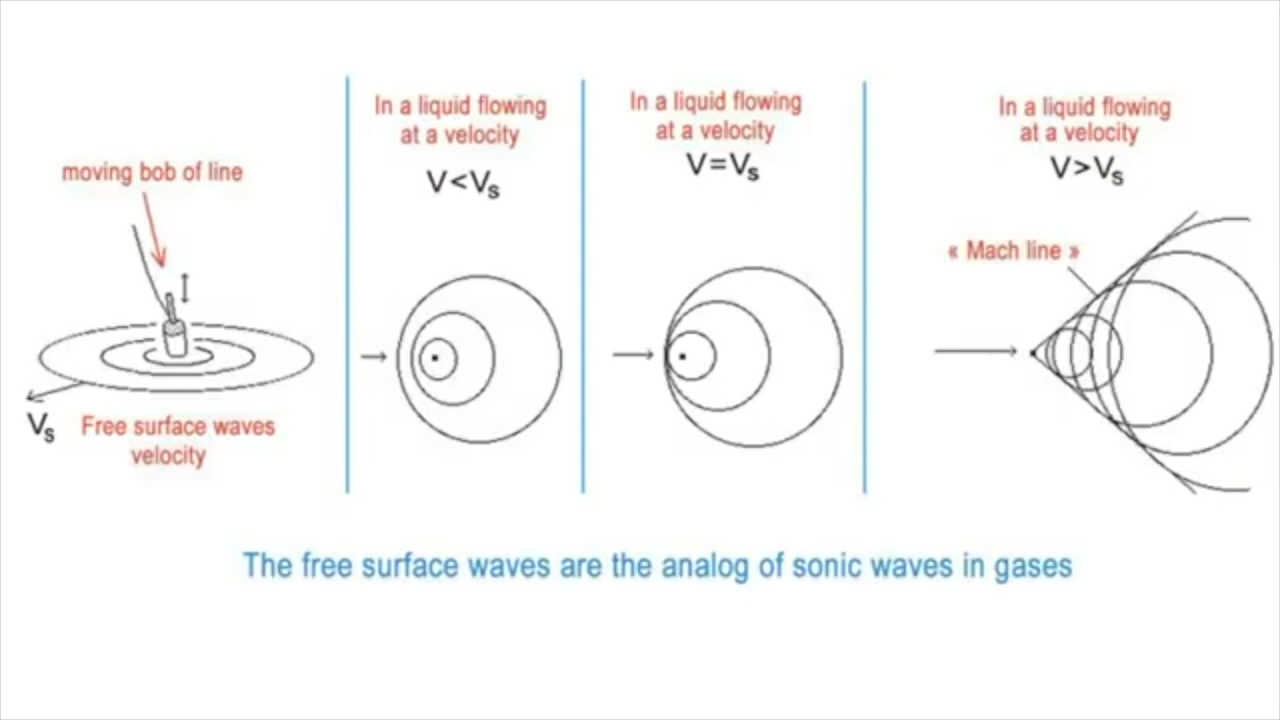 moving bob of line
Vs
Free surface waves
velocity
In a liquid flowing
at a velocity
V<Vs
In a liquid flowing
at a velocity
V=Vs
In a liquid flowing
at a velocity
V>Vs
« Mach line »
The free surface waves are the analog of sonic waves in gases